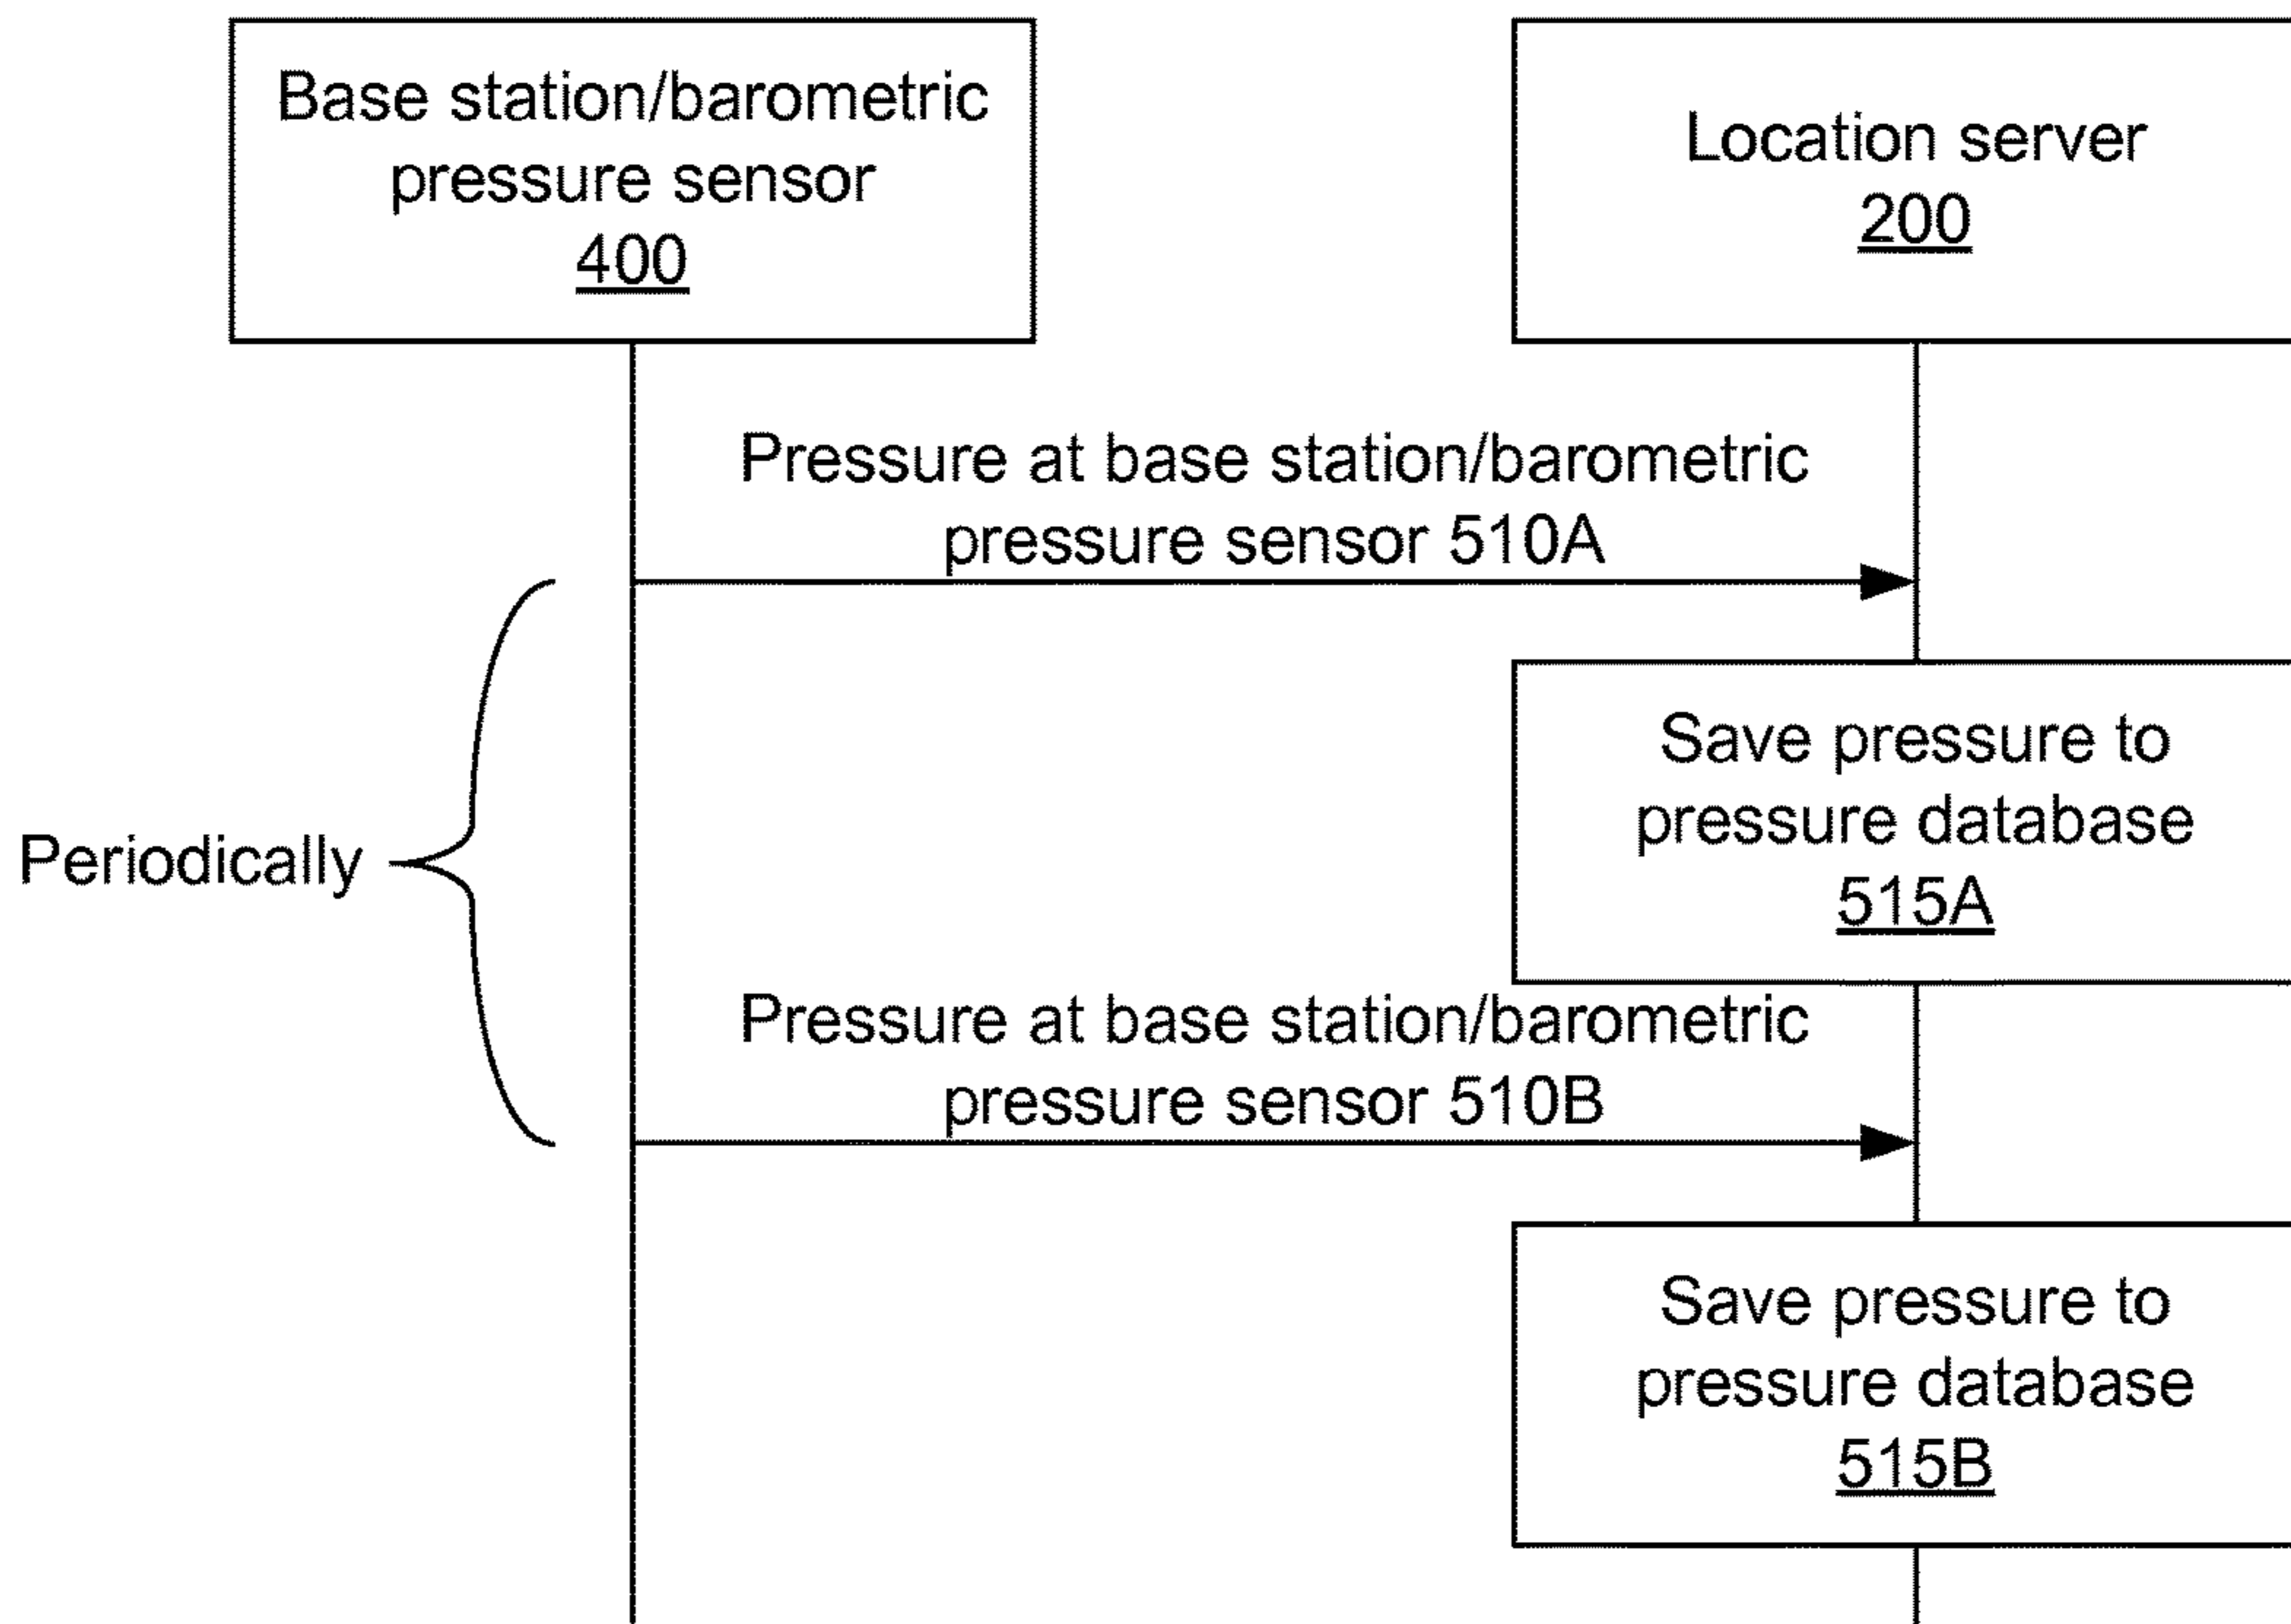 Base station/barometric
pressure sensor
400
Location server
200
Pressure at base station/barometric
pressure sensor 510A
Save pressure to
pressure database
515A
Periodically
Pressure at base station/barometric
pressure sensor 510B
Save pressure to
pressure database
515B